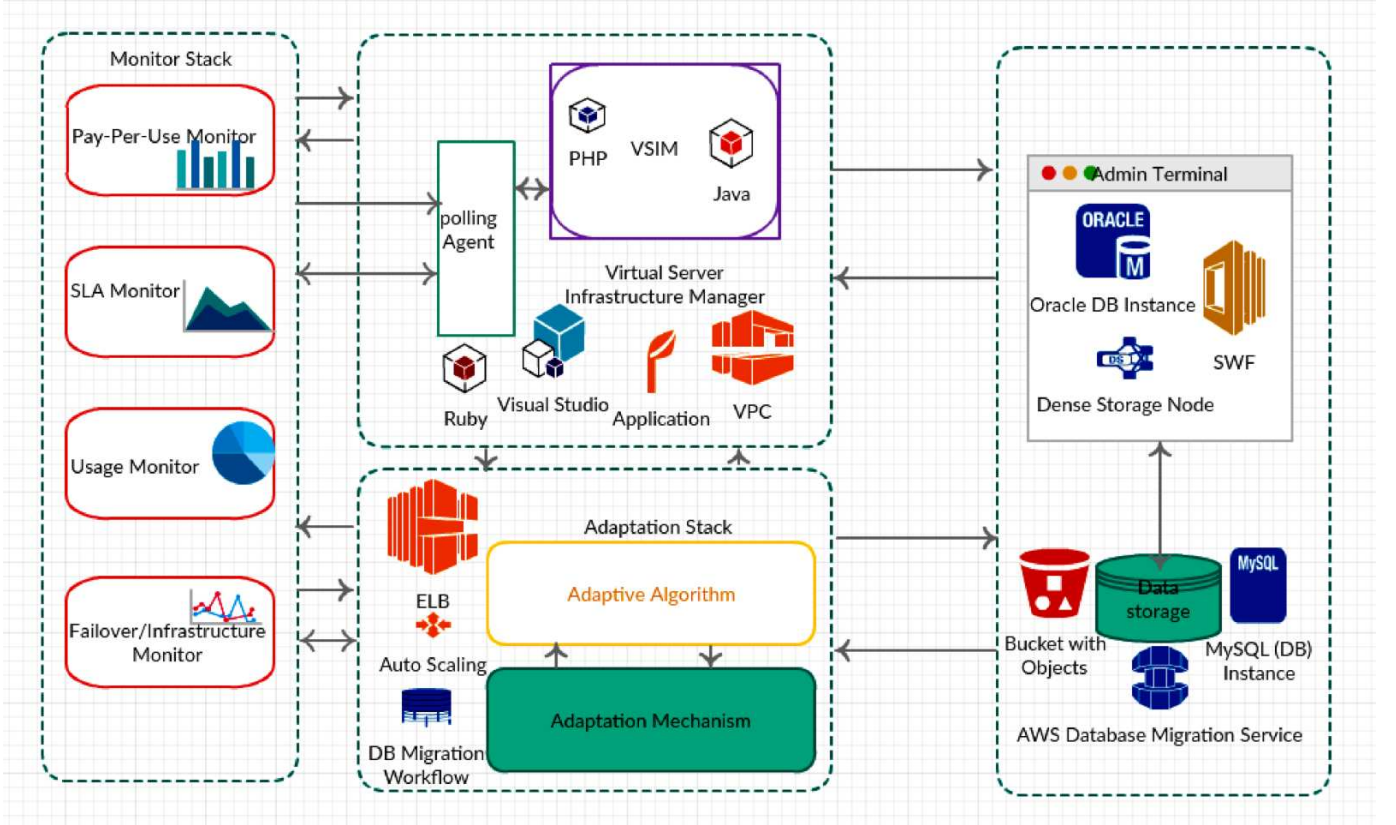 Monitor Stack
Pay-Per-Use Monitor
SLA Monitor
Usage Monitor
Failover/Infrastructure
Monitor
polling
Agent
PHP
VSIM
Java
Virtual Server
Infrastructure Manager
Ruby
Visual Studio
Application
VPC
Adaptation Stack
ELB
Auto Scaling
DB Migration
Workflow
Adaptive Algorithm
Adaptation Mechanism
Admin Terminal
ORACLE
M
Oracle DB Instance
SWF
DS
Dense Storage Node
Data
storage
MySQL
Bucket with
Objects
MySQL (DB)
Instance
AWS Database Migration Service